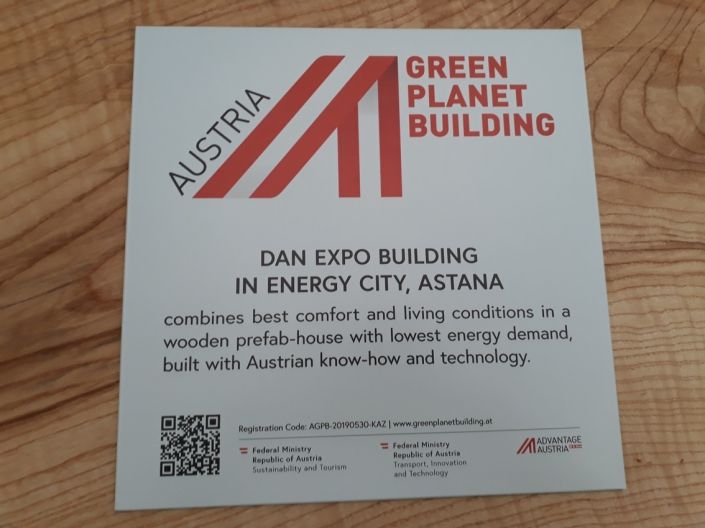 AUSTRIA
GREEN
PLANET
BUILDING
DAN EXPO BUILDING
IN ENERGY CITY, ASTANA
combines best comfort and living conditions in a
wooden prefab-house with lowest energy demand,
built with Austrian know-how and technology.
Registration Code: AGPB-20190530-KAZ | www.greenplanetbuilding.at
Federal Ministry
Republic of Austria
Sustainability and Tourism
Federal Ministry
Republic of Austria
Transport, Innovation
and Technology
ADVANTAGE
AUSTRIA